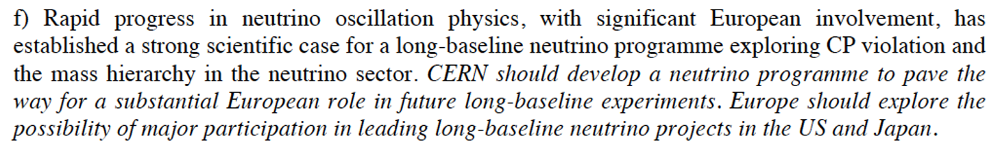 f) Rapid progress in neutrino oscillation physics, with significant European involvement, has
established a strong scientific case for a long-baseline neutrino programme exploring CP violation and
the mass hierarchy in the neutrino sector. CERN should develop a neutrino programme to pave the
way for a substantial European role in future long-baseline experiments. Europe should explore the
possibility of major participation in leading long-baseline neutrino projects in the US and Japan.